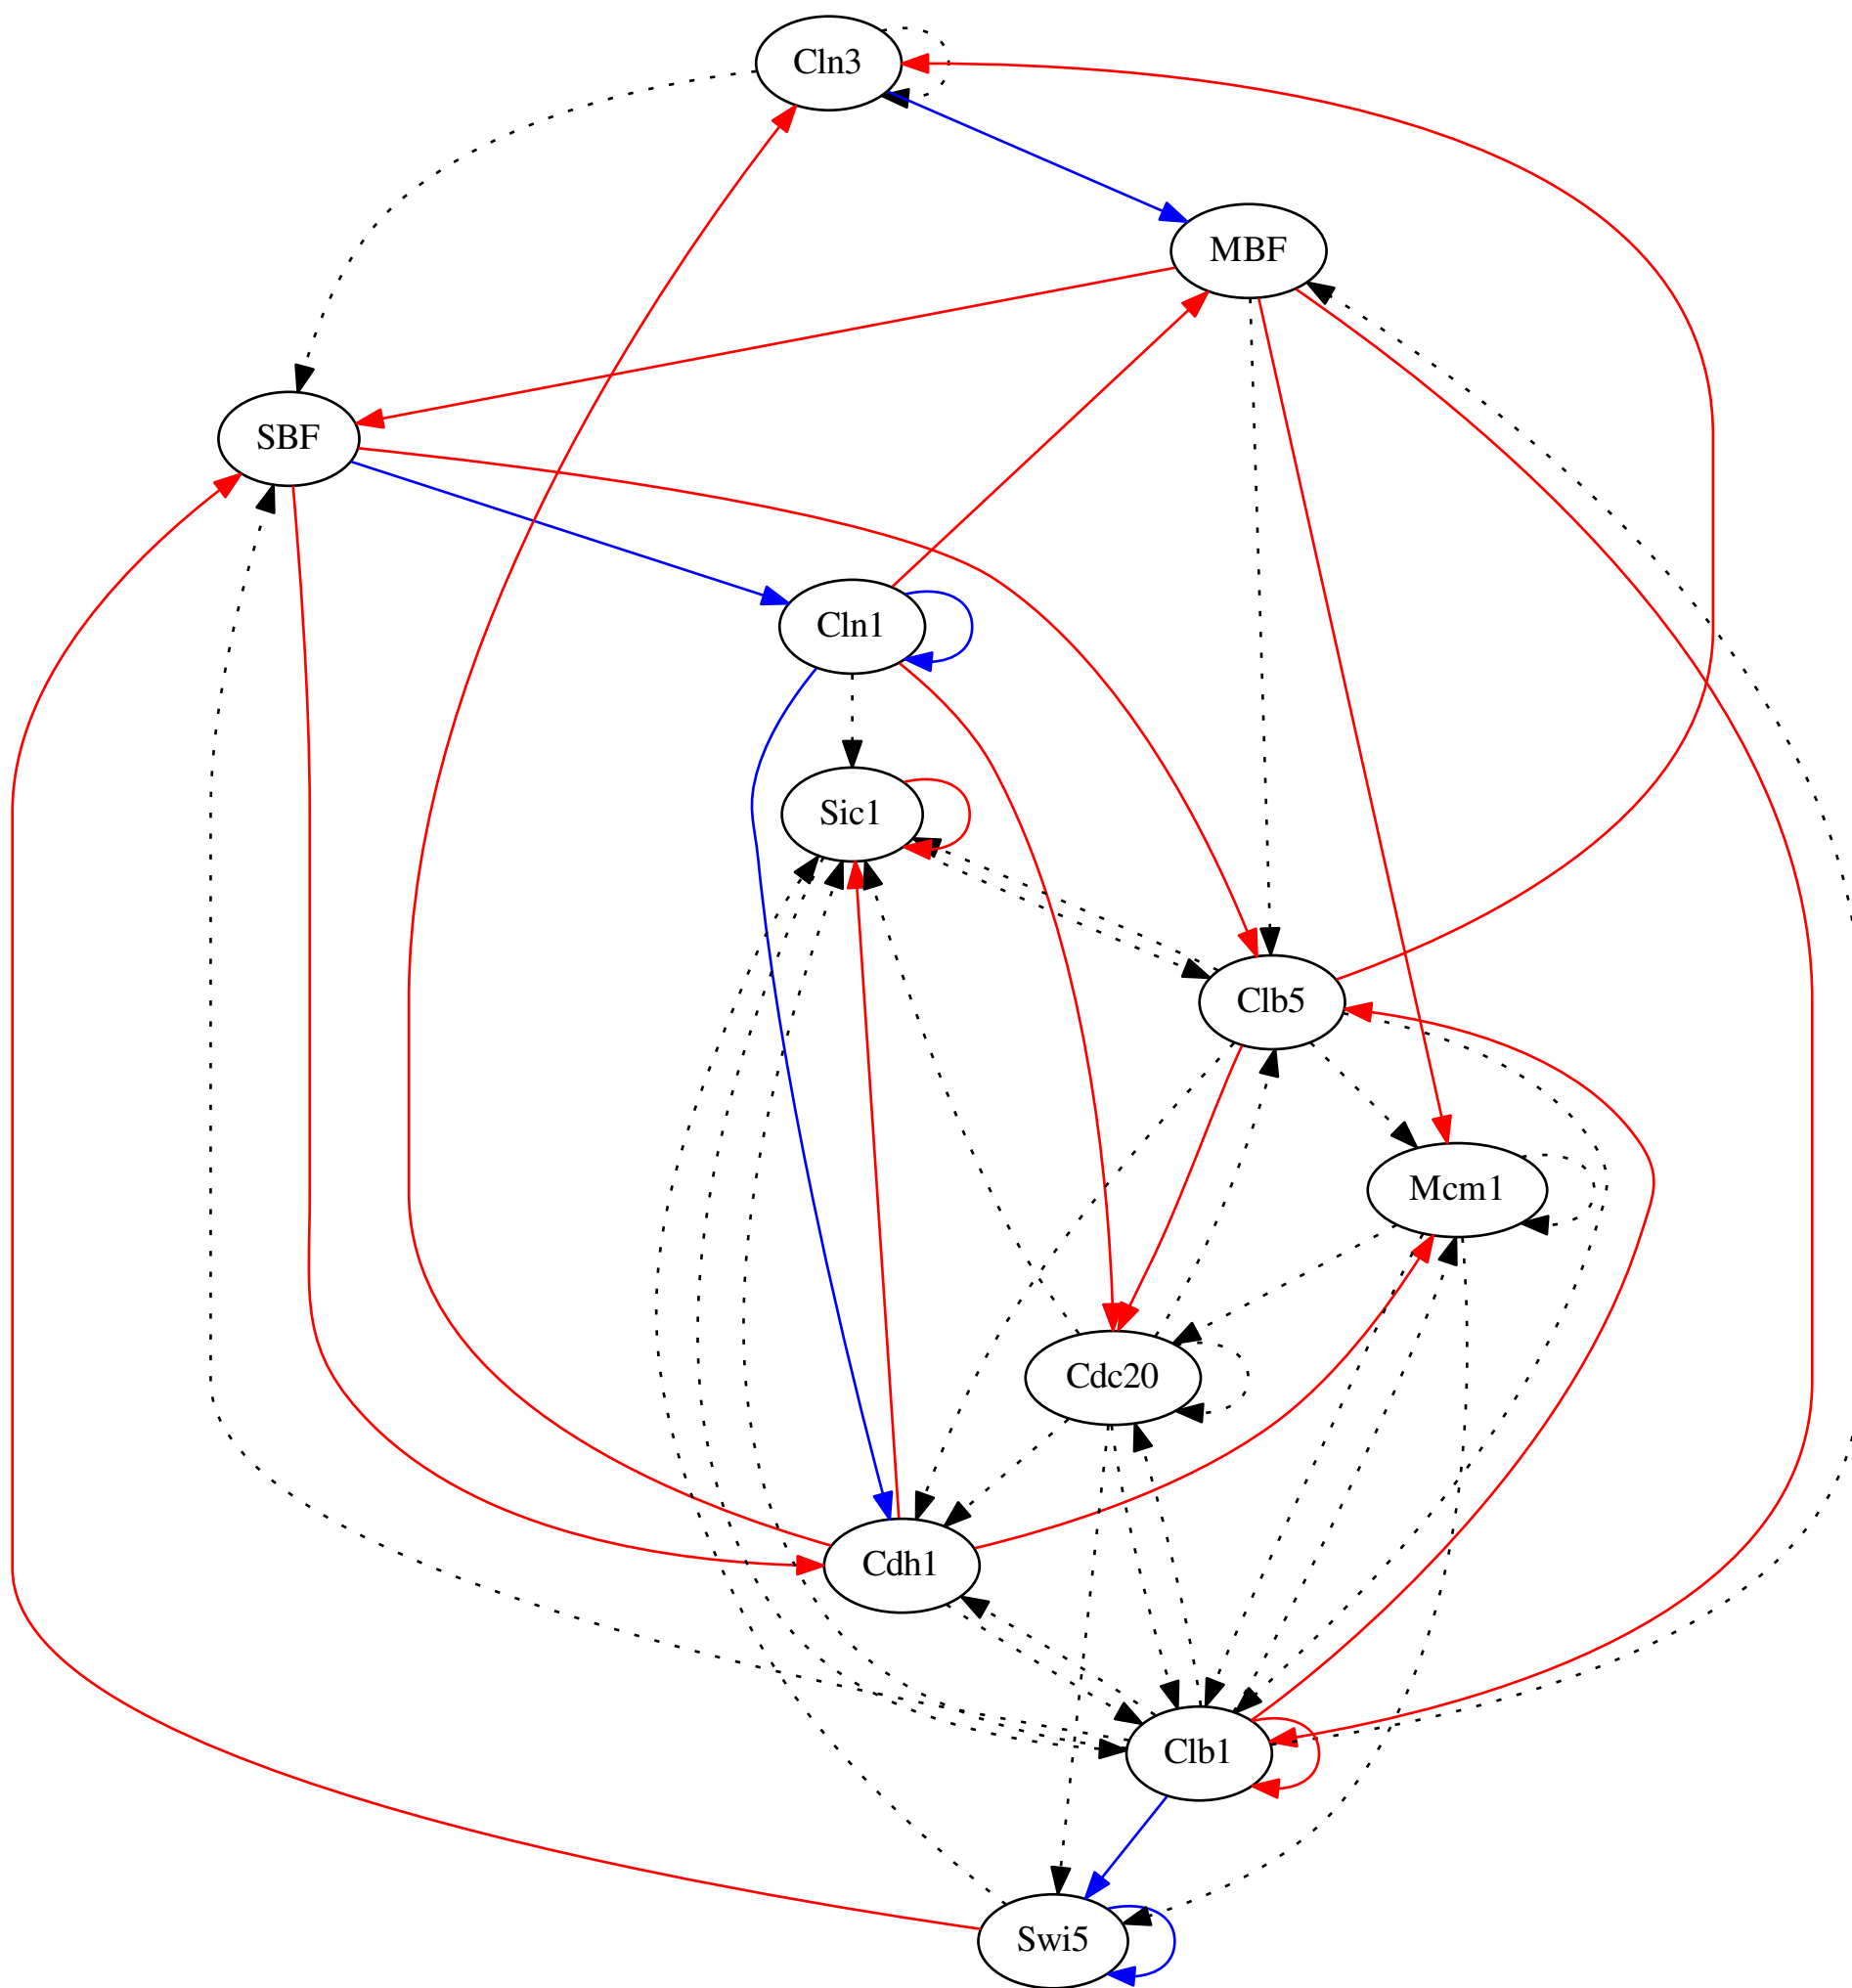 Cln3
MBF
SBF
Cln1
Sic1
Clb5
Mcm1
Cdc20
Cdh1
Clb1
Swi5